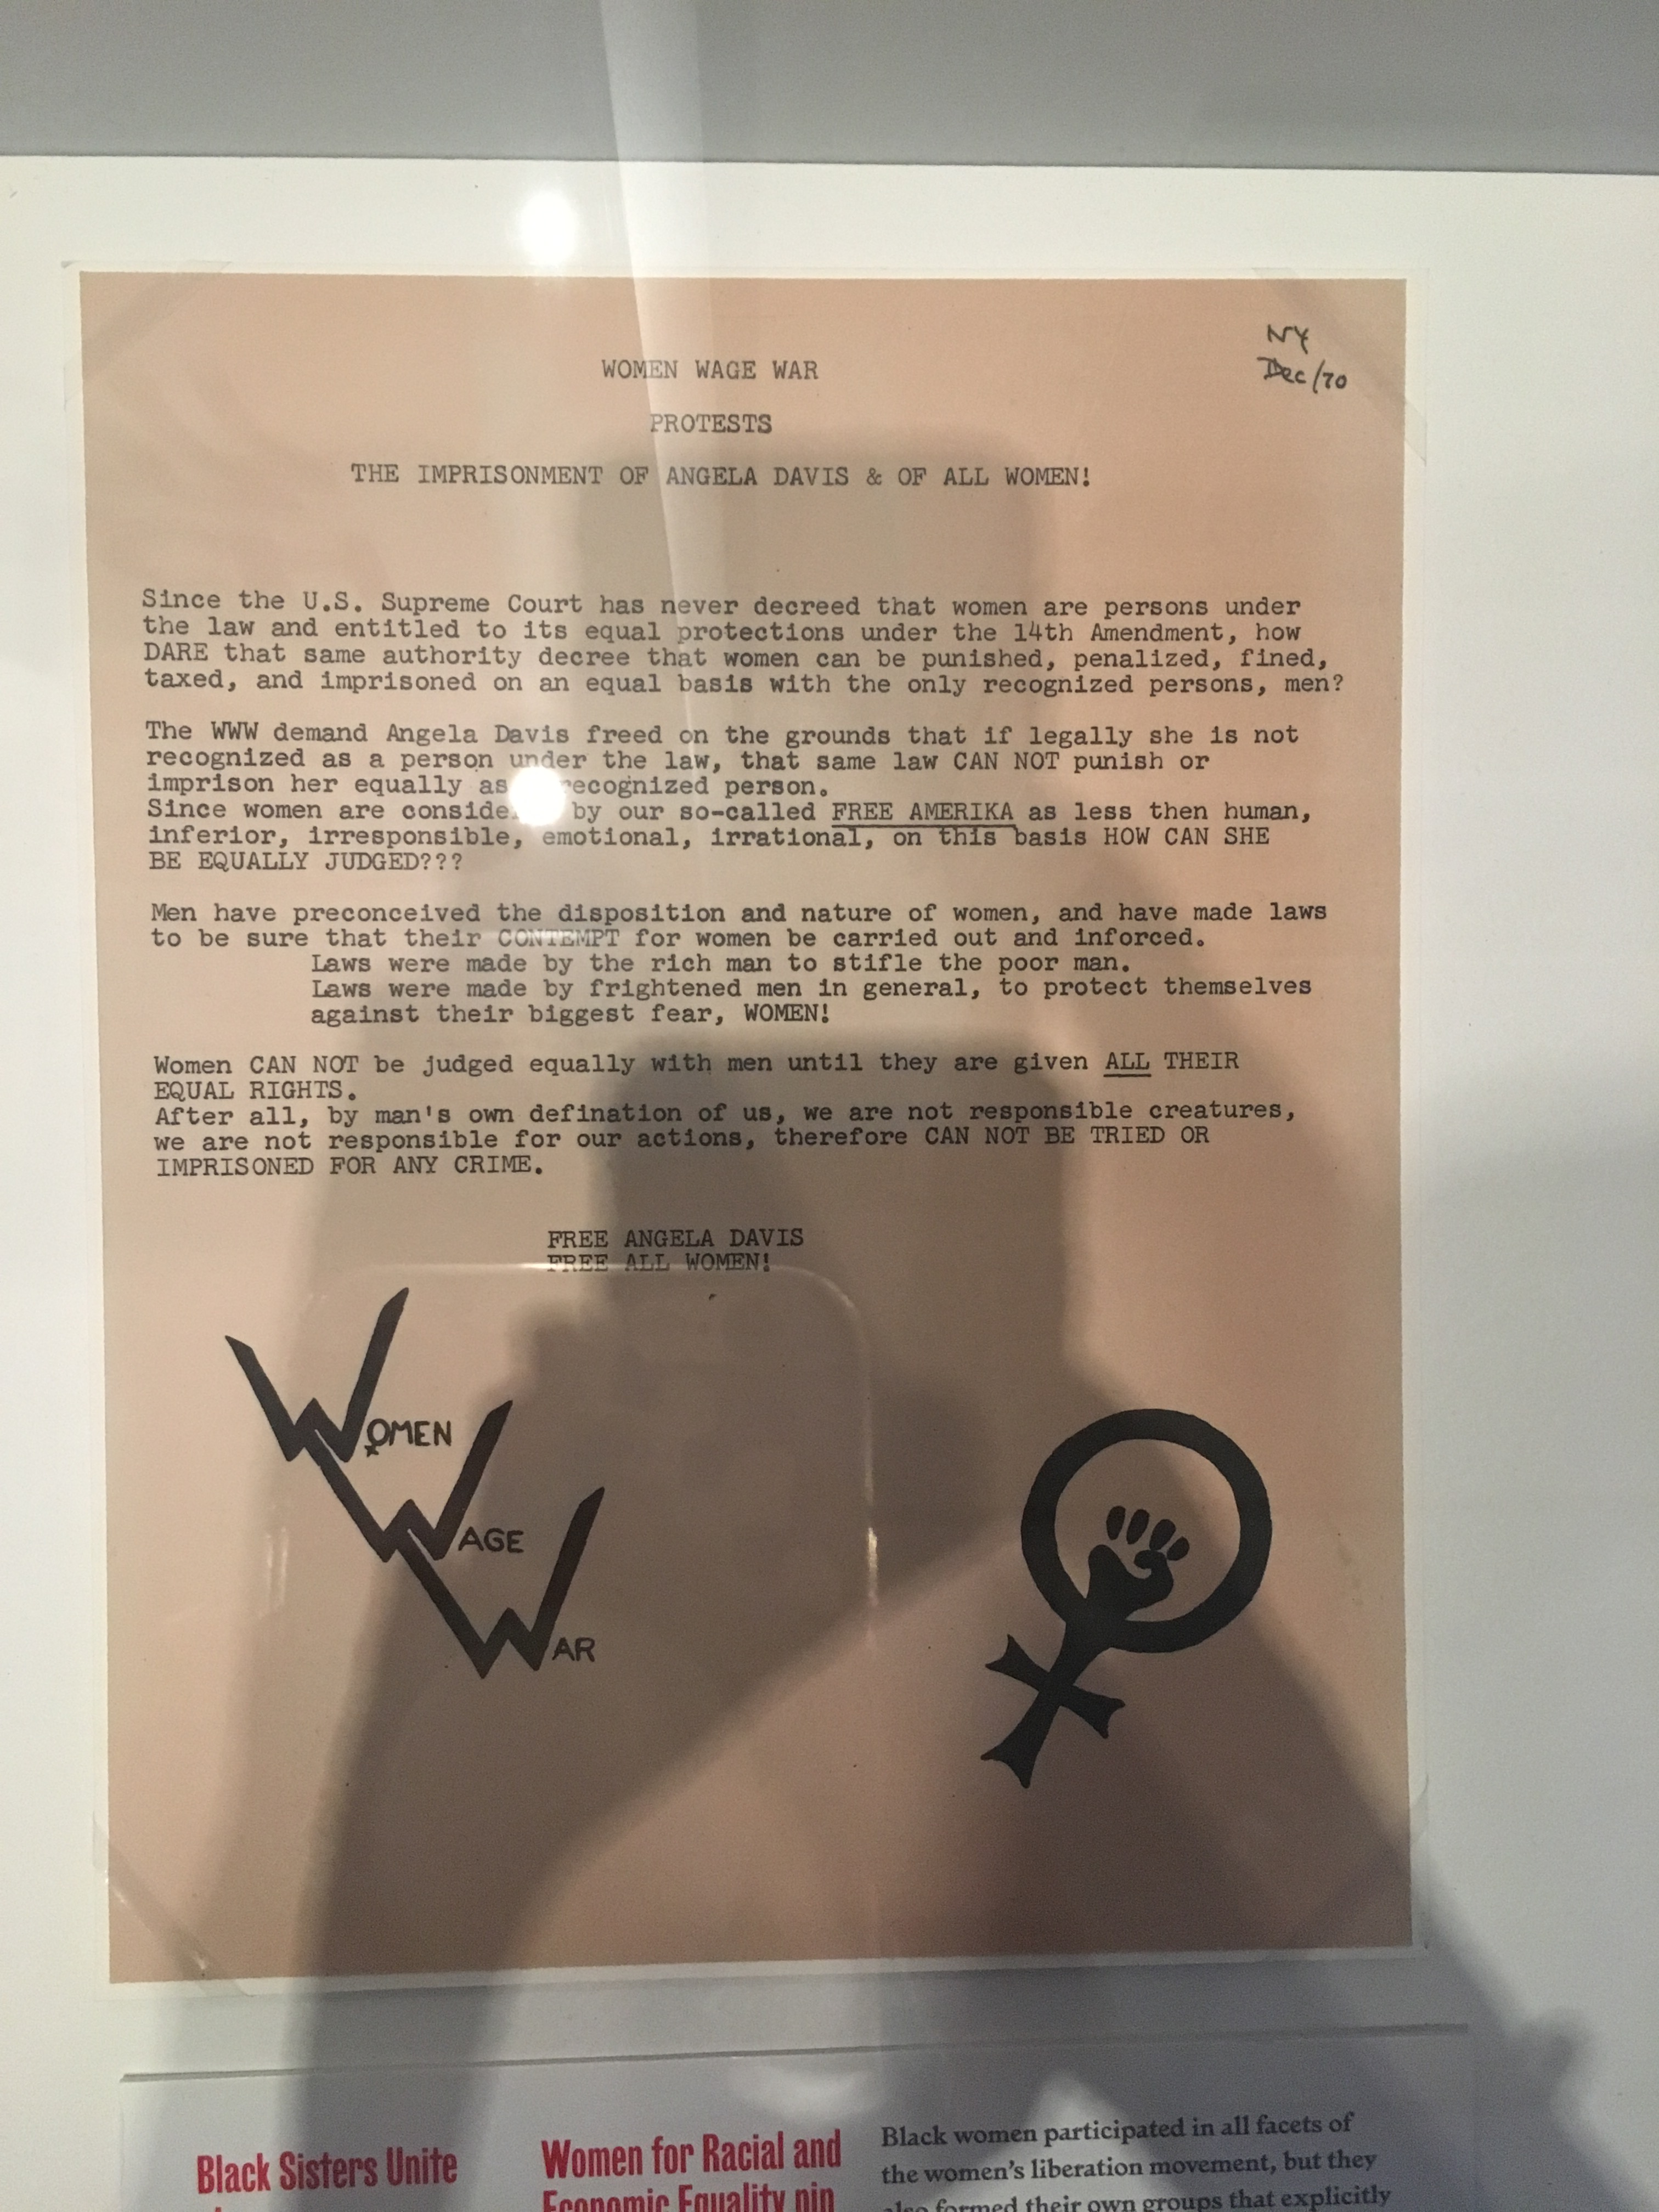 NY
Dec/70
WOMEN WAGE WAR
PROTESTS
THE IMPRISONMENT OF ANGELA DAVIS & OF ALL WOMEN!
Since the U.S. Supreme Court has never decreed that women are persons under
the law and entitled to its equal protections under the 14th Amendment, how
DARE that same authority decree that women can be punished, penalized, fined,
taxed, and imprisoned on an equal basis with the only recognized persons, men?
The WWW demand Angela Davis freed on the grounds that if legally she is not
recognized as a person under the law, that same law CAN NOT punish or
imprison her equally as recognized person.
Since women are considered by our so-called FREE AMERIKA as less then human,
inferior, irresponsible, emotional, irrational, on this basis HOW CAN SHE
BE EQUALLY JUDGED???
Men have preconceived the disposition and nature of women, and have made laws
to be sure that their CONTEMPT for women be carried out and inforced.
Laws were made by the rich man to stifle the poor man.
Laws were made by frightened men in general, to protect themselves
against their biggest fear, WOMEN!
Women CAN NOT be judged equally with men until they are given ALL THEIR
EQUAL RIGHTS.
After all, by man's own defination of us, we are not responsible creatures,
we are not responsible for our actions, therefore CAN NOT BE TRIED OR
IMPRISONED FOR ANY CRIME.
FREE ANGELA DAVIS
FREE ALL WOMEN!
WOMEN
WAGE
WAR
Black Sisters Unite
Women for Racial and
Economic Equality pin
Black women participated in all facets of
the women's liberation movement, but they
also formed their own groups that explicitly